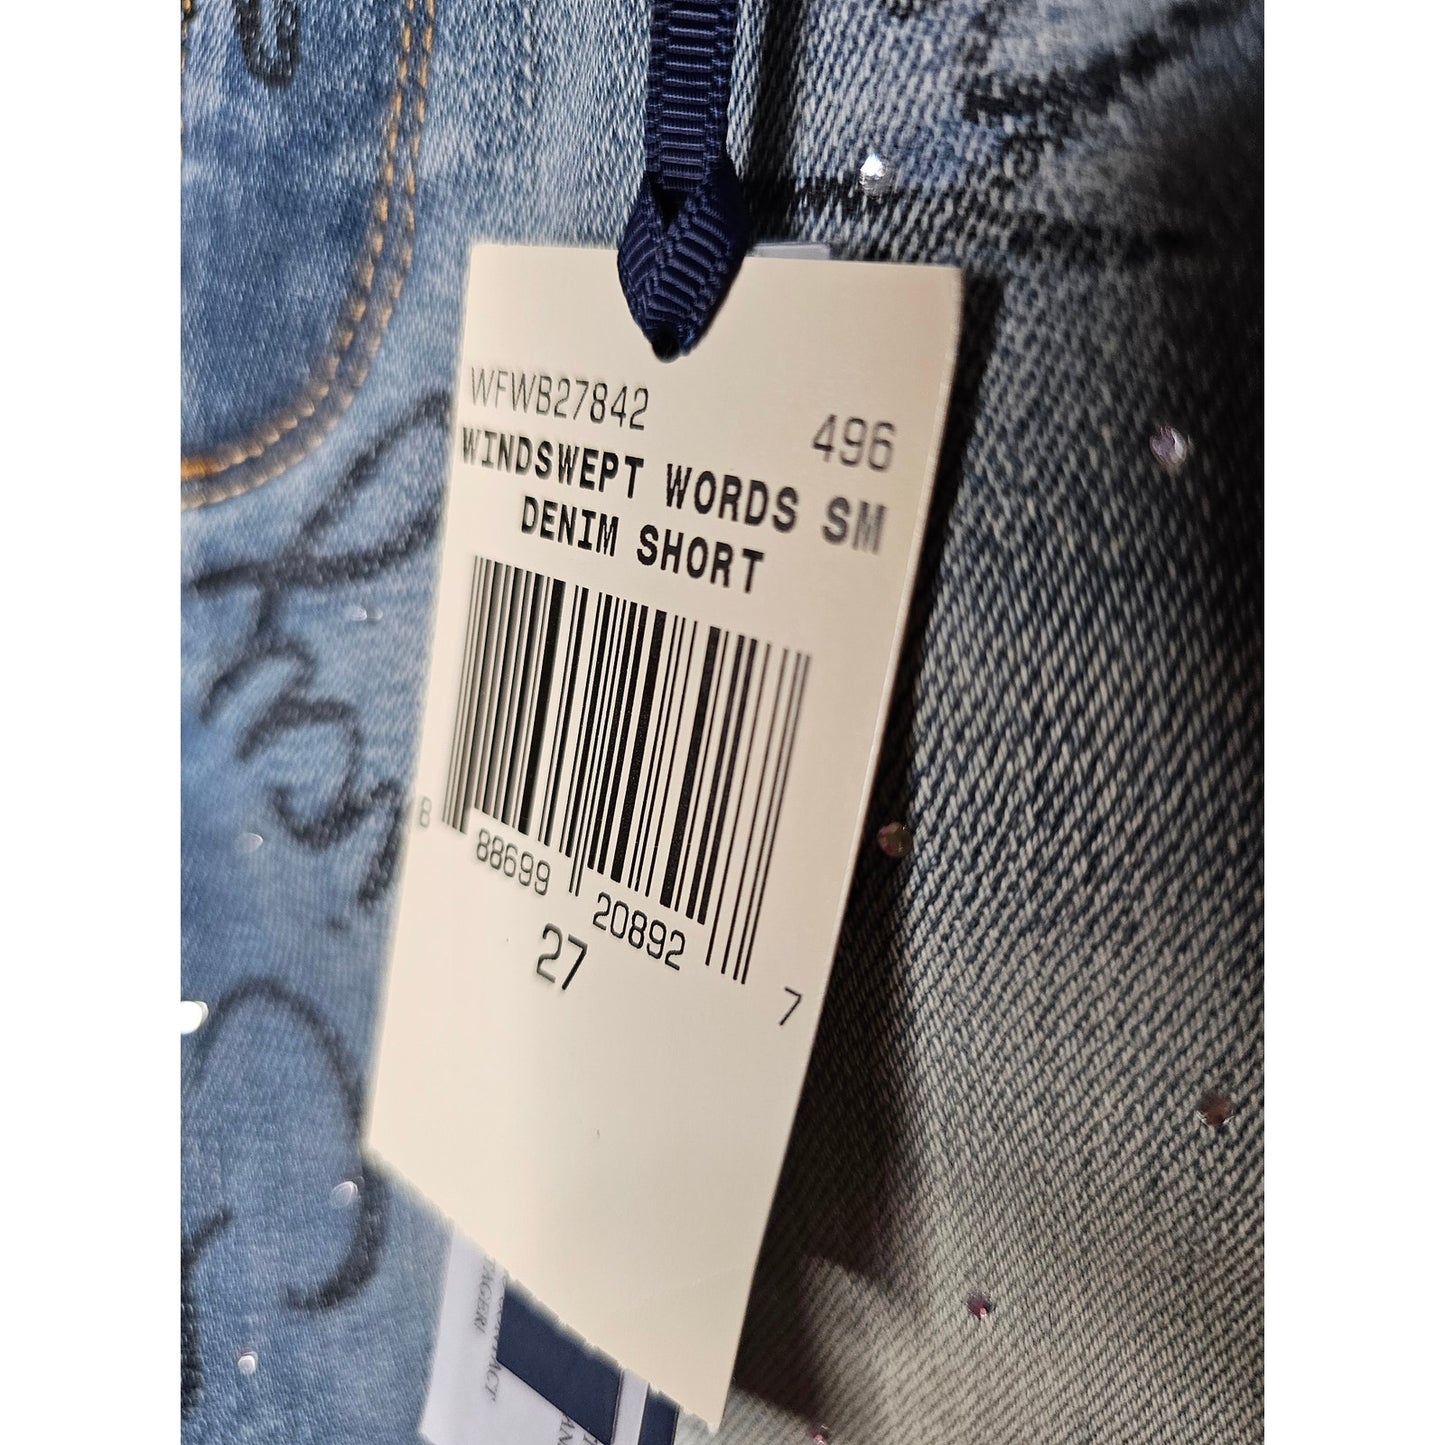 WFWB27842
496
WINDSWEPT WORDS SM
DENIM SHORT
8 88699 20892 7
27